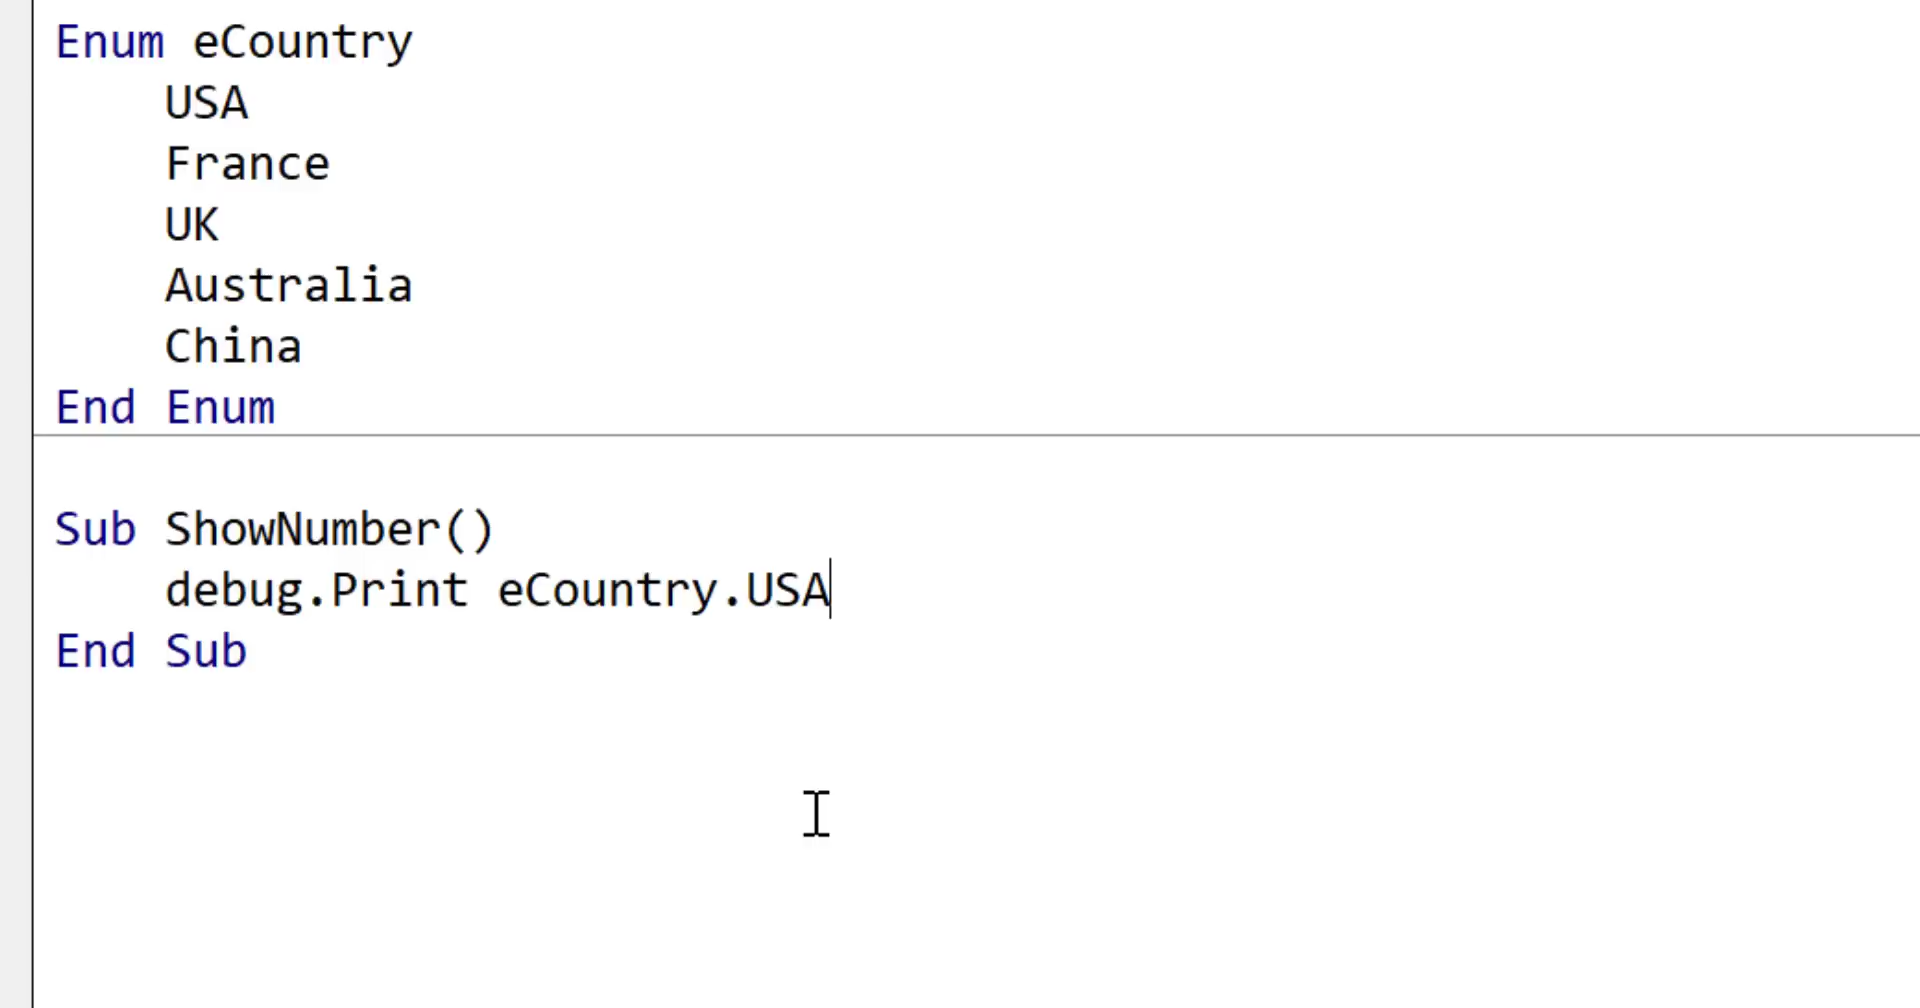 Enum eCountry
    USA
    France
    UK
    Australia
    China
End Enum
Sub ShowNumber()
    debug.Print eCountry.USA
End Sub